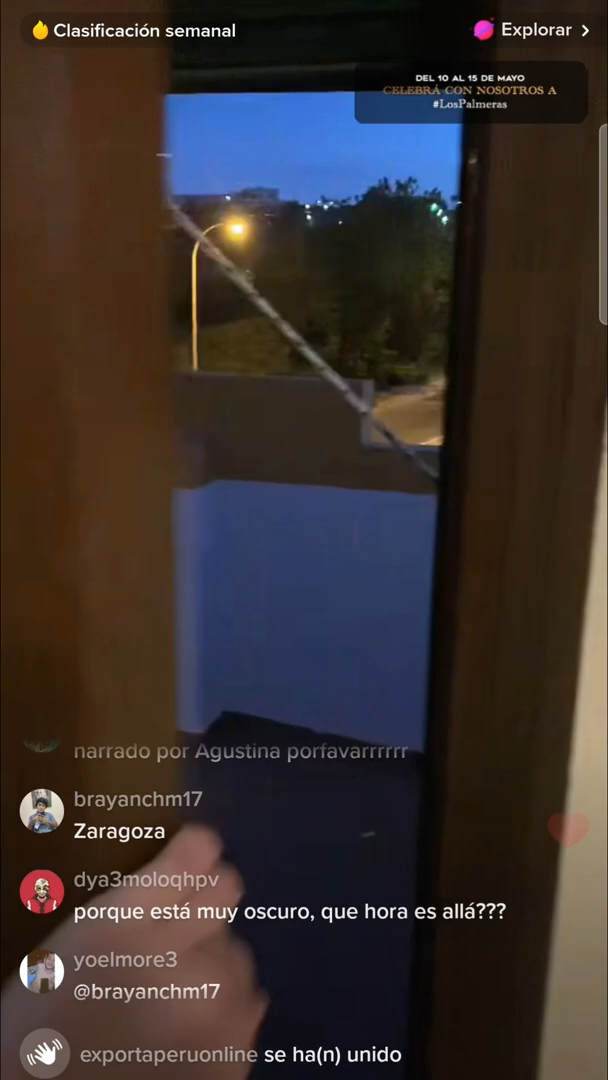 Clasificación semanal
Explorar
DEL 10 AL 15 DE MAYO
CELEBRÁ CON NOSOTROS A
#LosPalmeras
narrado por Agustina porfavarrrrrr
brayanchm17
Zaragoza
dya3moloqhpv
porque está muy oscuro, que hora es allá???
yoelmore3
@brayanchm17
exportaperuonline se ha(n) unido